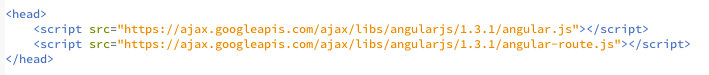 <head>
    <script src="https://ajax.googleapis.com/ajax/libs/angularjs/1.3.1/angular.js"></script>
    <script src="https://ajax.googleapis.com/ajax/libs/angularjs/1.3.1/angular-route.js"></script>
</head>